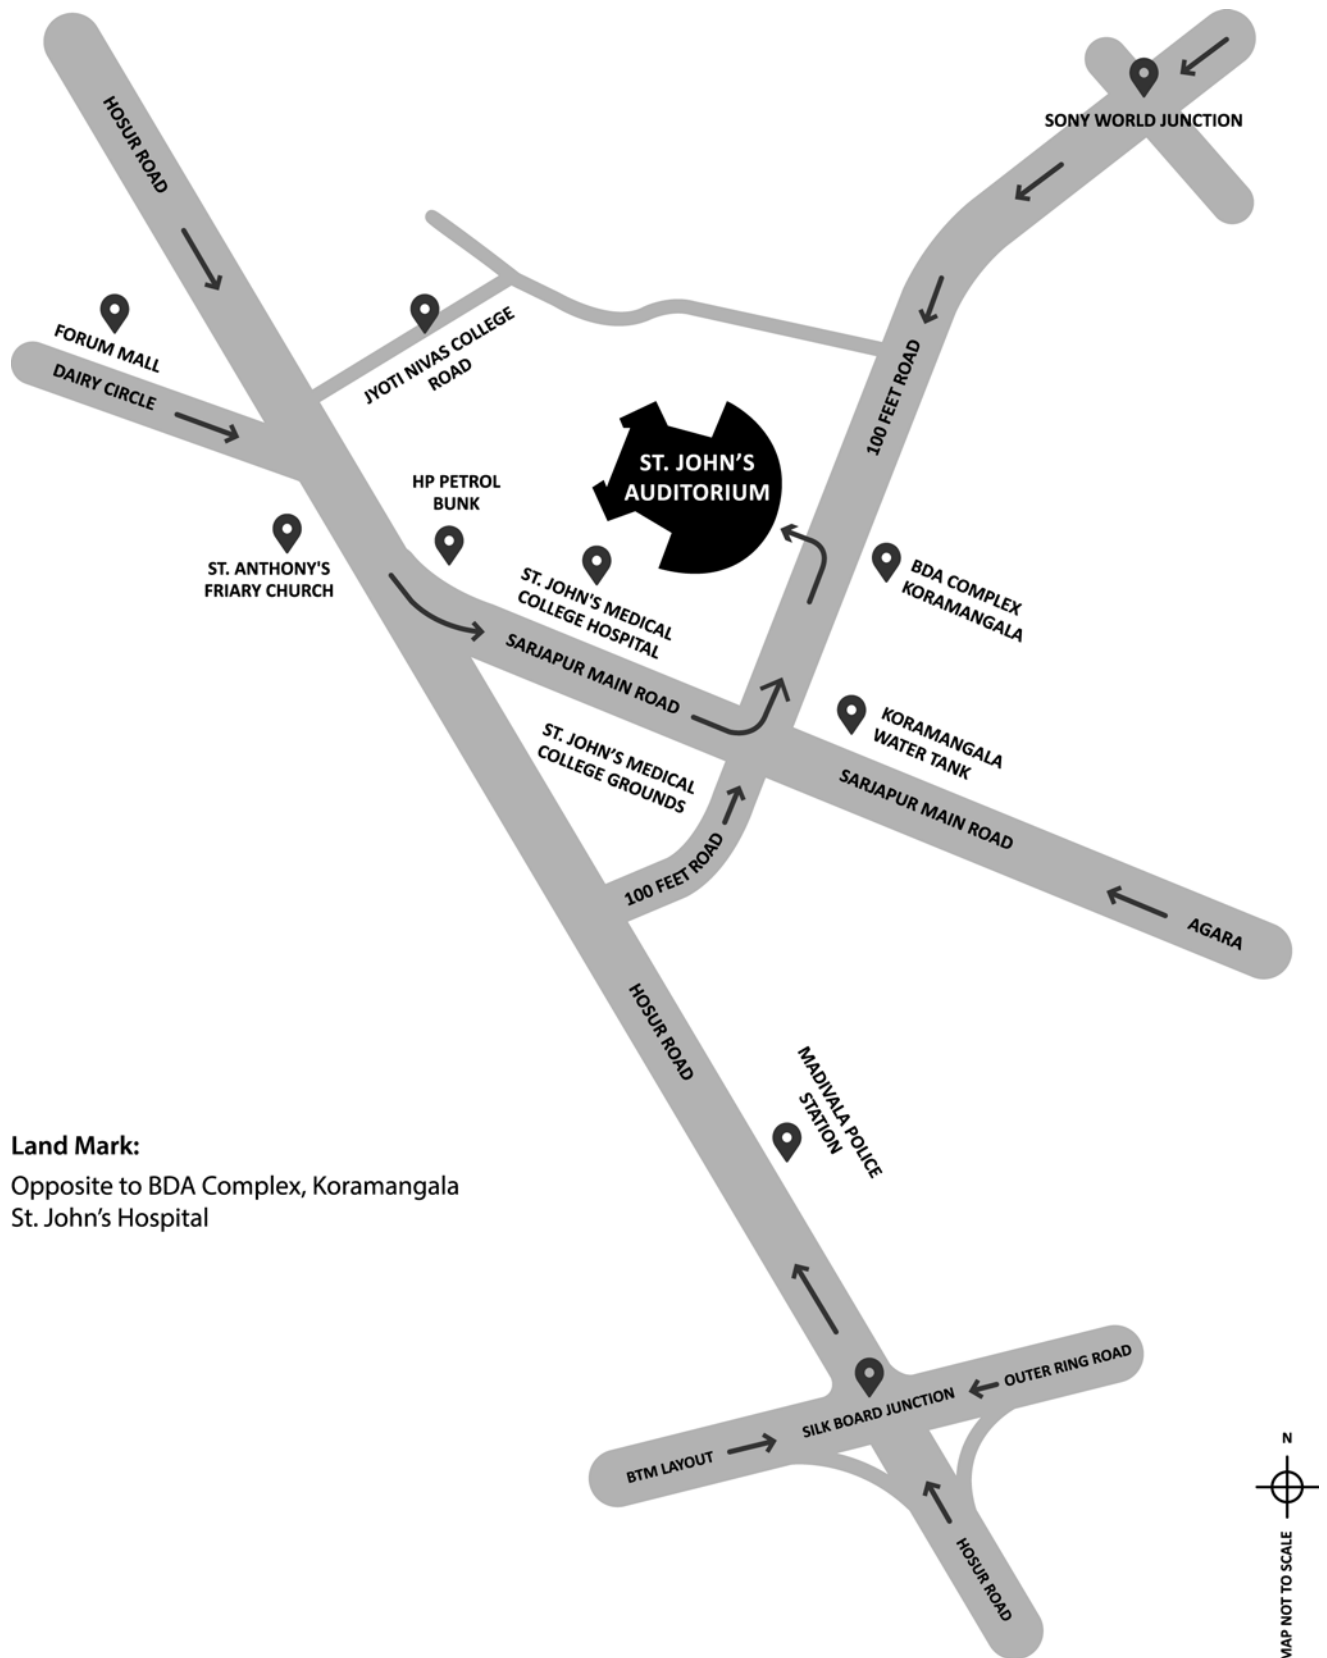 HOSUR ROAD
SONY WORLD JUNCTION
FORUM MALL
DAIRY CIRCLE
JYOTI NIVAS COLLEGE
ROAD
100 FEET ROAD
ST. JOHN'S
AUDITORIUM
HP PETROL
BUNK
ST. ANTHONY'S
FRIARY CHURCH
ST. JOHN'S MEDICAL
COLLEGE HOSPITAL
BDA COMPLEX
KORAMANGALA
SARJAPUR MAIN ROAD
KORAMANGALA
WATER TANK
ST. JOHN'S MEDICAL
COLLEGE GROUNDS
SARJAPUR MAIN ROAD
100 FEET ROAD
AGARA
HOSUR ROAD
MADIVALA POLICE
STATION
Land Mark:
Opposite to BDA Complex, Koramangala
St. John's Hospital
OUTER RING ROAD
SILK BOARD JUNCTION
BTM LAYOUT
HOSUR ROAD
N
MAP NOT TO SCALE